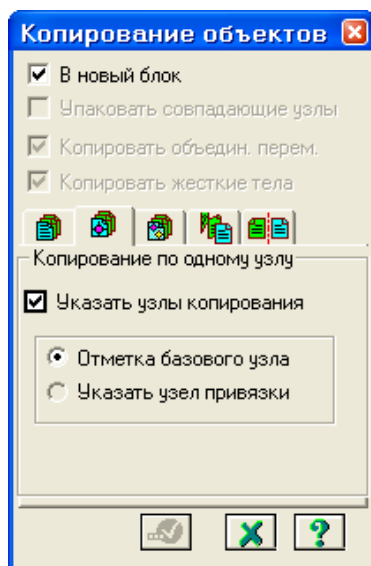 Копирование объектов
В новый блок
Упаковать совпадающие узлы
Копировать объедин. перем.
Копировать жесткие тела
Копирование по одному узлу
Указать узлы копирования
Отметка базового узла
Указать узел привязки